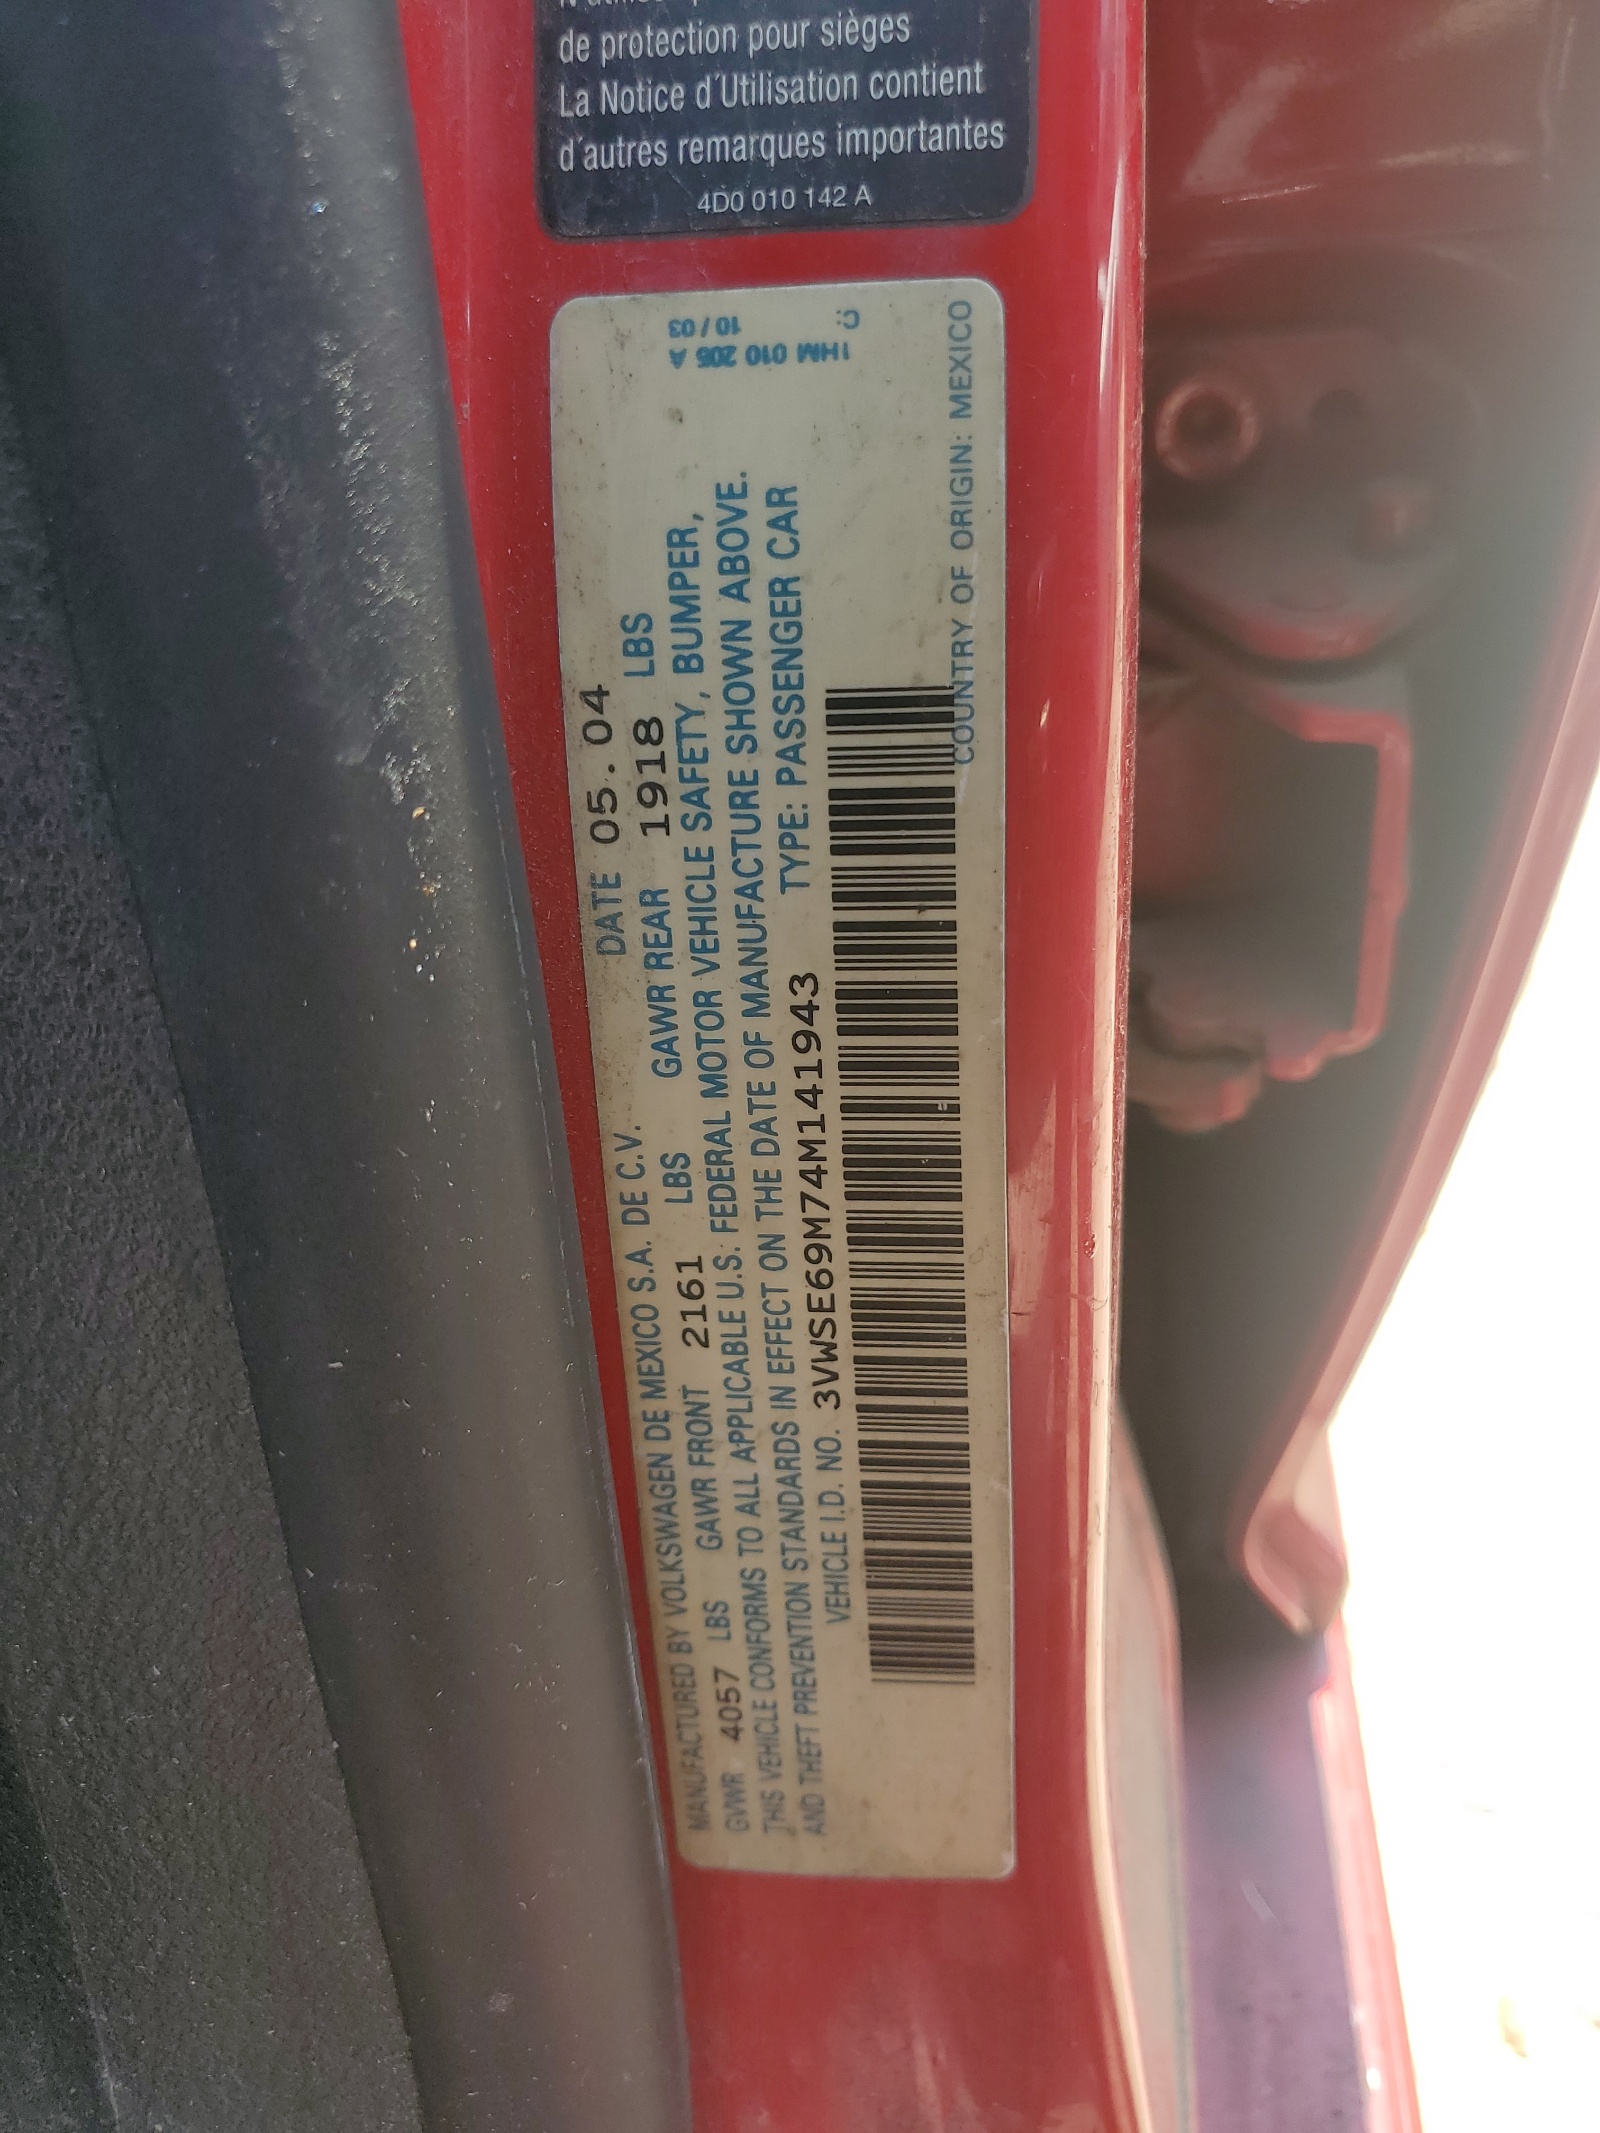 de protection pour sièges
La Notice d'Utilisation contient
d'autres remarques importantes
4D0 010 142 A
MANUFACTURED BY VOLKSWAGEN DE MEXICO S.A. DE C.V. DATE 05.04
GVWR 4057 LBS GAWR FRONT 2161 LBS GAWR REAR 1918 LBS
THIS VEHICLE CONFORMS TO ALL APPLICABLE U.S. FEDERAL MOTOR VEHICLE SAFETY, BUMPER,
AND THEFT PREVENTION STANDARDS IN EFFECT ON THE DATE OF MANUFACTURE SHOWN ABOVE.
VEHICLE I.D. NO. 3VWSE69M74M141943 TYPE: PASSENGER CAR
COUNTRY OF ORIGIN: MEXICO
1HM 010 205 A
C: 10/03